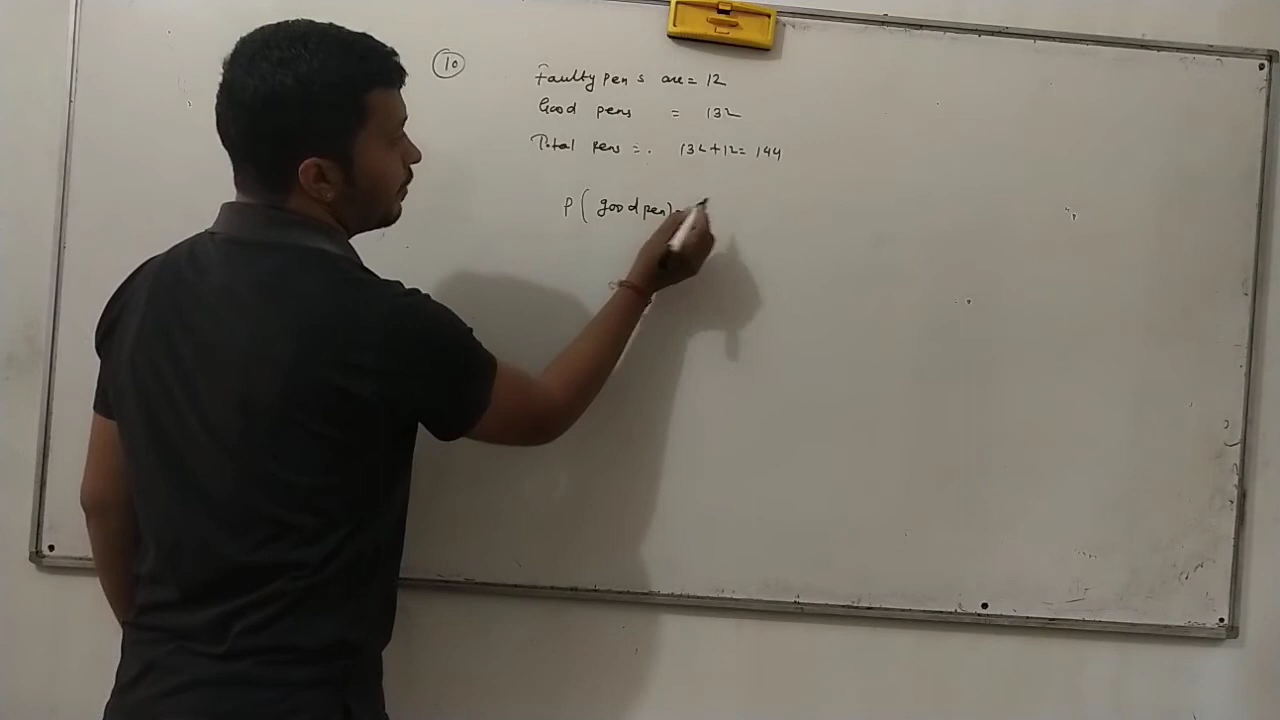 10
Faulty pens are = 12
Good pens = 132
Total pens = . 132+12= 144
P( good pen) =